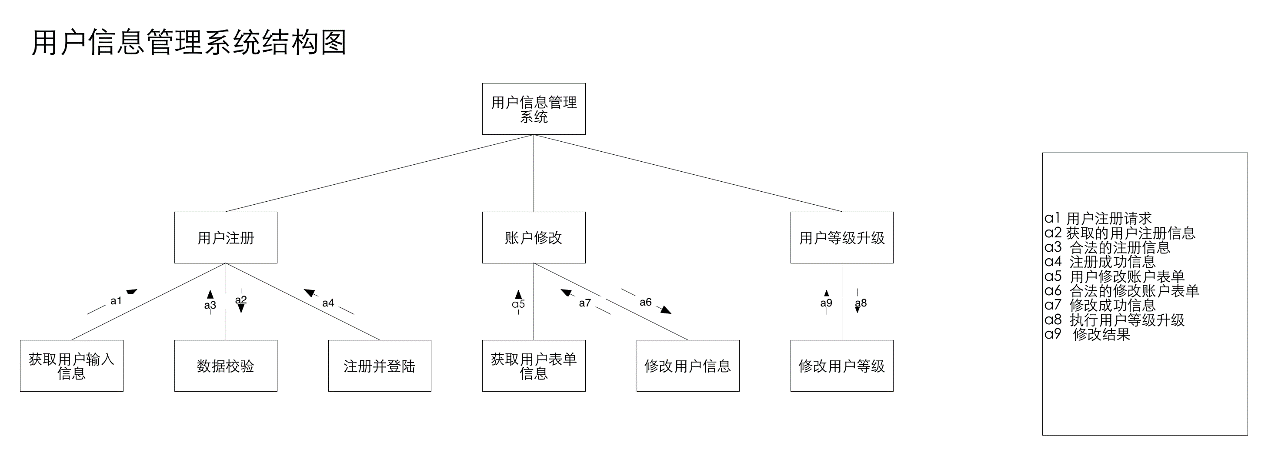 用户信息管理系统结构图
用户信息管理
系统
用户注册
账户修改
用户等级升级
a1
a3
a2
a4
a5
a7
a6
a9
a8
获取用户输入
信息
数据校验
注册并登陆
获取用户表单
信息
修改用户信息
修改用户等级
a1 用户注册请求
a2 获取的用户注册信息
a3 合法的注册信息
a4 注册成功信息
a5 用户修改账户表单
a6 合法的修改账户表单
a7 修改成功信息
a8 执行用户等级升级
a9 修改结果